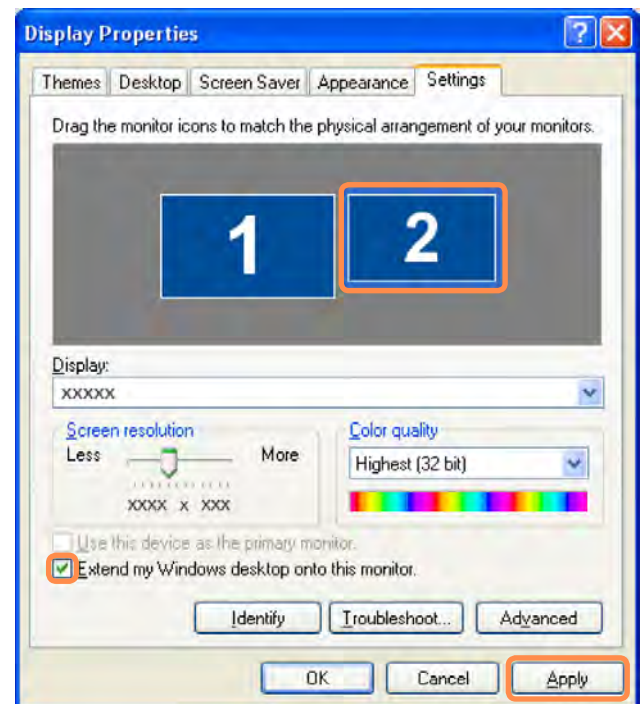 Display Properties
Themes Desktop Screen Saver Appearance Settings
Drag the monitor icons to match the physical arrangement of your monitors.
1 2
Display:
xxxxx
Screen resolution Color quality
Less More Highest (32 bit)
xxxx x xxx
Use this device as the primary monitor.
Extend my Windows desktop onto this monitor.
Identify Troubleshoot... Advanced
OK Cancel Apply